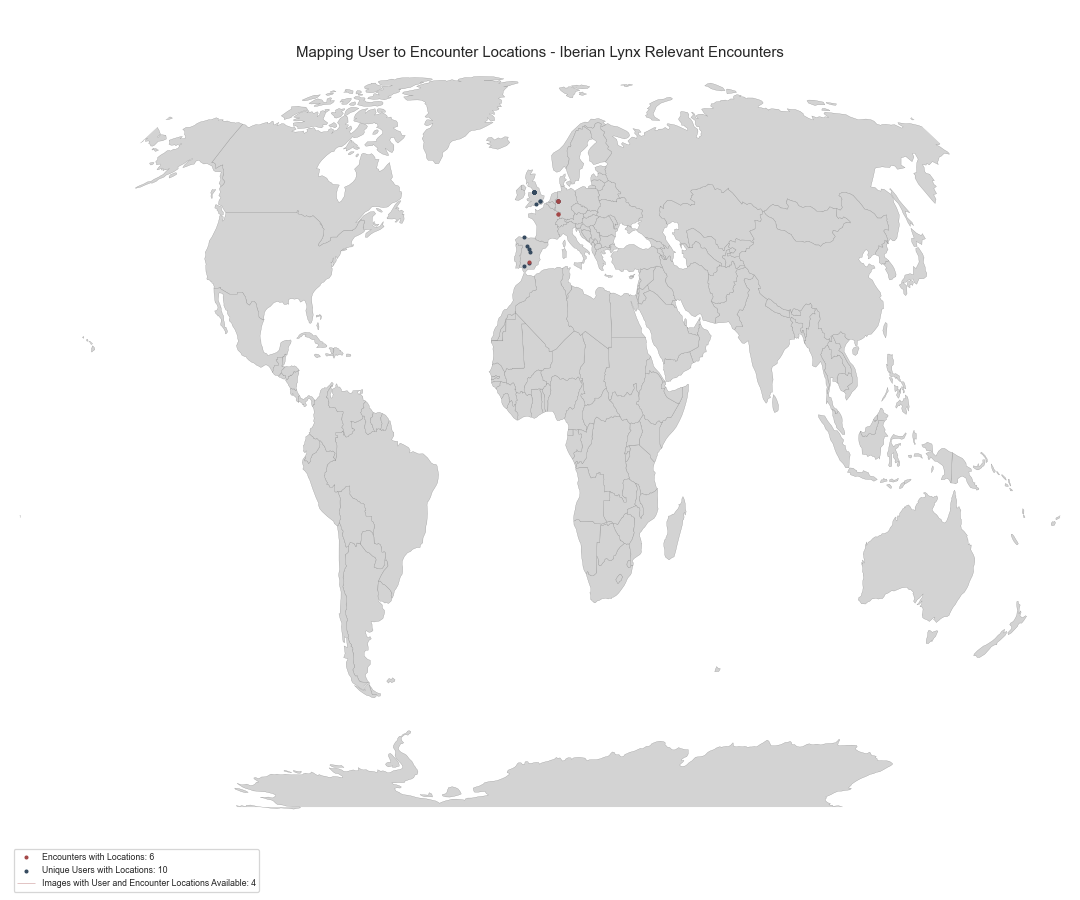 Mapping User to Encounter Locations - Iberian Lynx Relevant Encounters
Encounters with Locations: 6
Unique Users with Locations: 10
Images with User and Encounter Locations Available: 4